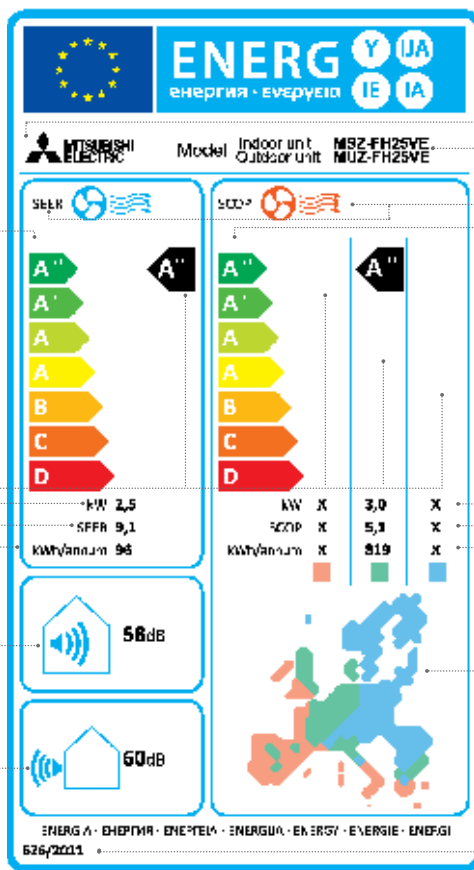 ENERG Y IJA
енергия · ενεργεια IE IA
MITSUBISHI ELECTRIC
Model Indoor unit MSZ-FH25VE
Outdoor unit MUZ-FH25VE
SEER
A
A
A
A
B
C
D
kW 2,5
SEER 9,1
kWh/annum 96
58dB
60dB
SCOP
A
A
A
A
B
C
D
kW X 3,0 X
SCOP X 5,1 X
kWh/annum X 819 X
ENERGIA · ЕНЕРГИЯ · ΕΝΕΡΓΕΙΑ · ENERGIJA · ENERGY · ENERGIE · ENERGI
626/2011